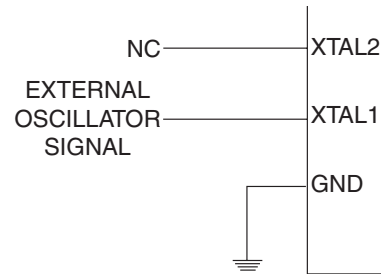 NC
XTAL2
EXTERNAL
OSCILLATOR
SIGNAL
XTAL1
GND